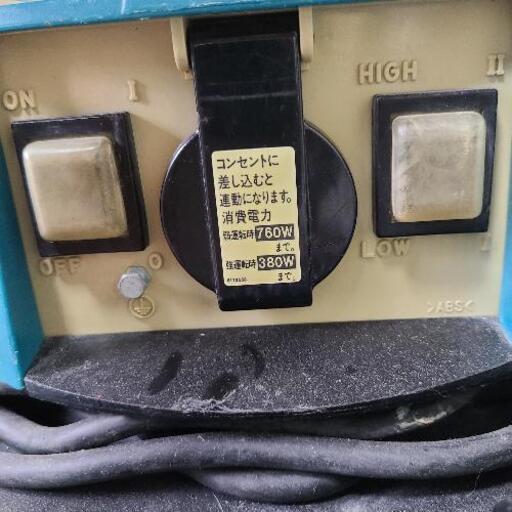 ON I
HIGH II
コンセントに
差し込むと
連動になります。
消費電力
弱運転時760W
まで。
強運転時380W
まで。
OFF O
LOW I
>ABS<